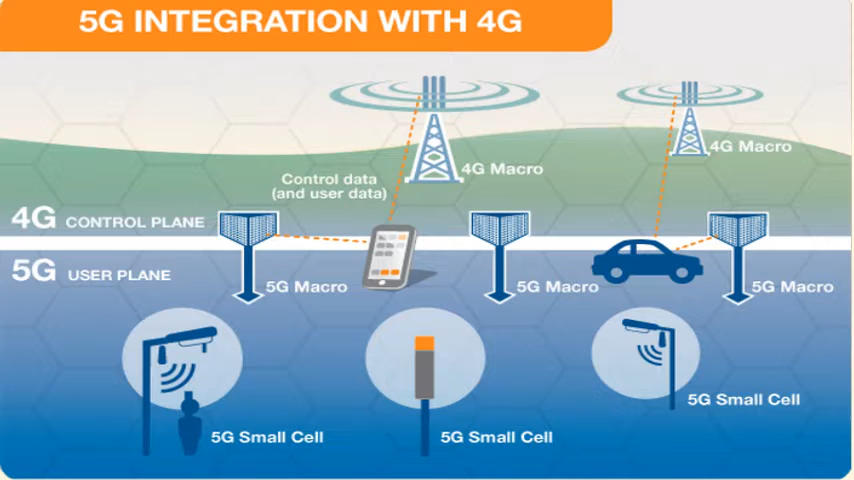 5G INTEGRATION WITH 4G
4G Macro
4G Macro
Control data
(and user data)
4G CONTROL PLANE
5G USER PLANE
5G Macro
5G Macro
5G Macro
5G Small Cell
5G Small Cell
5G Small Cell